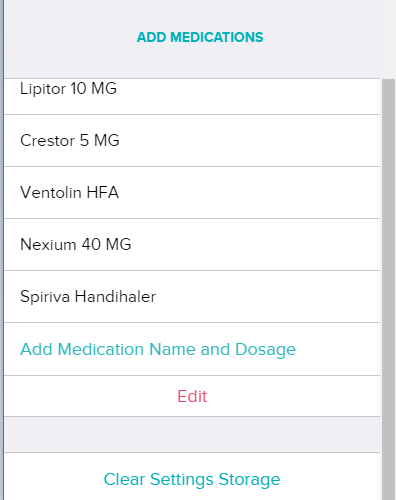 ADD MEDICATIONS
Lipitor 10 MG
Crestor 5 MG
Ventolin HFA
Nexium 40 MG
Spiriva Handihaler
Add Medication Name and Dosage
Edit
Clear Settings Storage